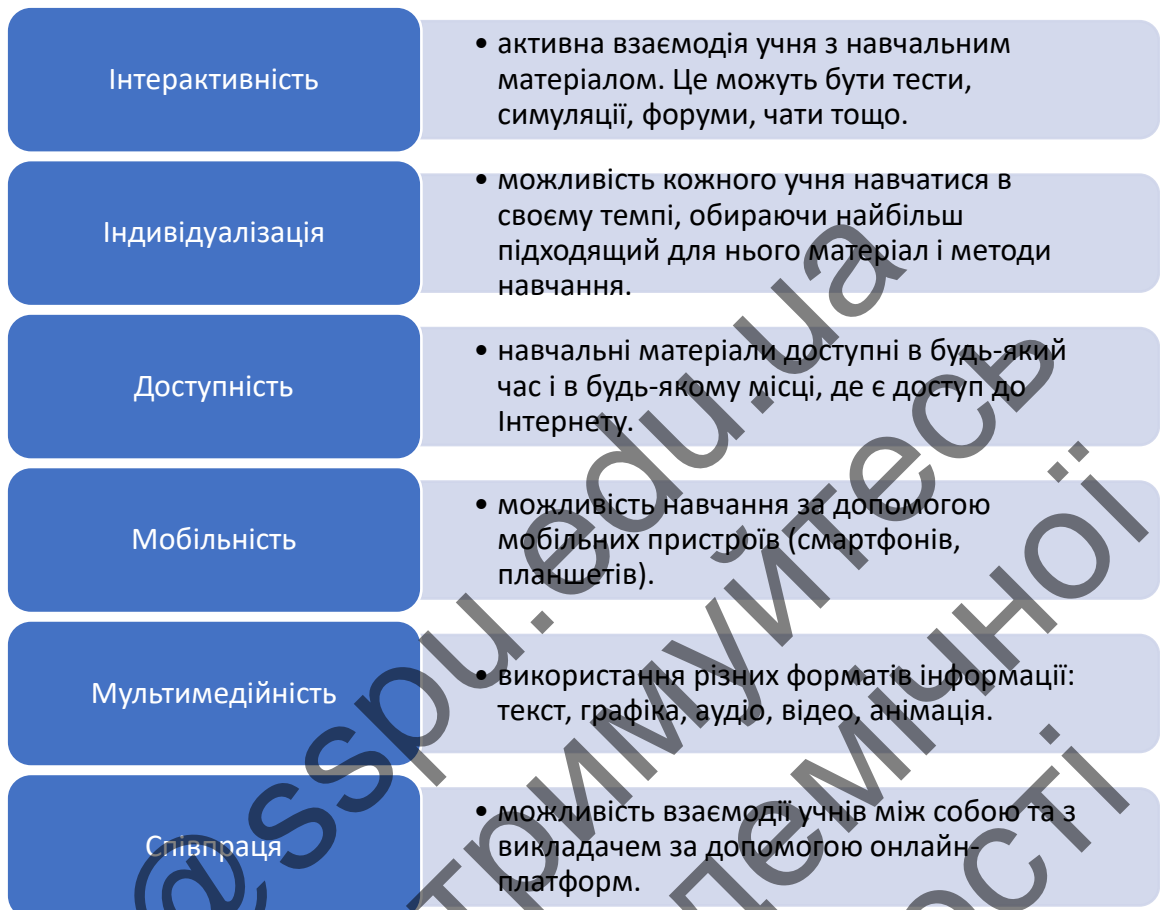 Інтерактивність
• активна взаємодія учня з навчальним
матеріалом. Це можуть бути тести,
симуляції, форуми, чати тощо.
Індивідуалізація
• можливість кожного учня навчатися в
своєму темпі, обираючи найбільш
підходящий для нього матеріал і методи
навчання.
Доступність
• навчальні матеріали доступні в будь-який
час і в будь-якому місці, де є доступ до
Інтернету.
Мобільність
• можливість навчання за допомогою
мобільних пристроїв (смартфонів,
планшетів).
Мультимедійність
• використання різних форматів інформації:
текст, графіка, аудіо, відео, анімація.
Співпраця
• можливість взаємодії учнів між собою та з
викладачем за допомогою онлайн-
платформ.
@sspu.edu.ua